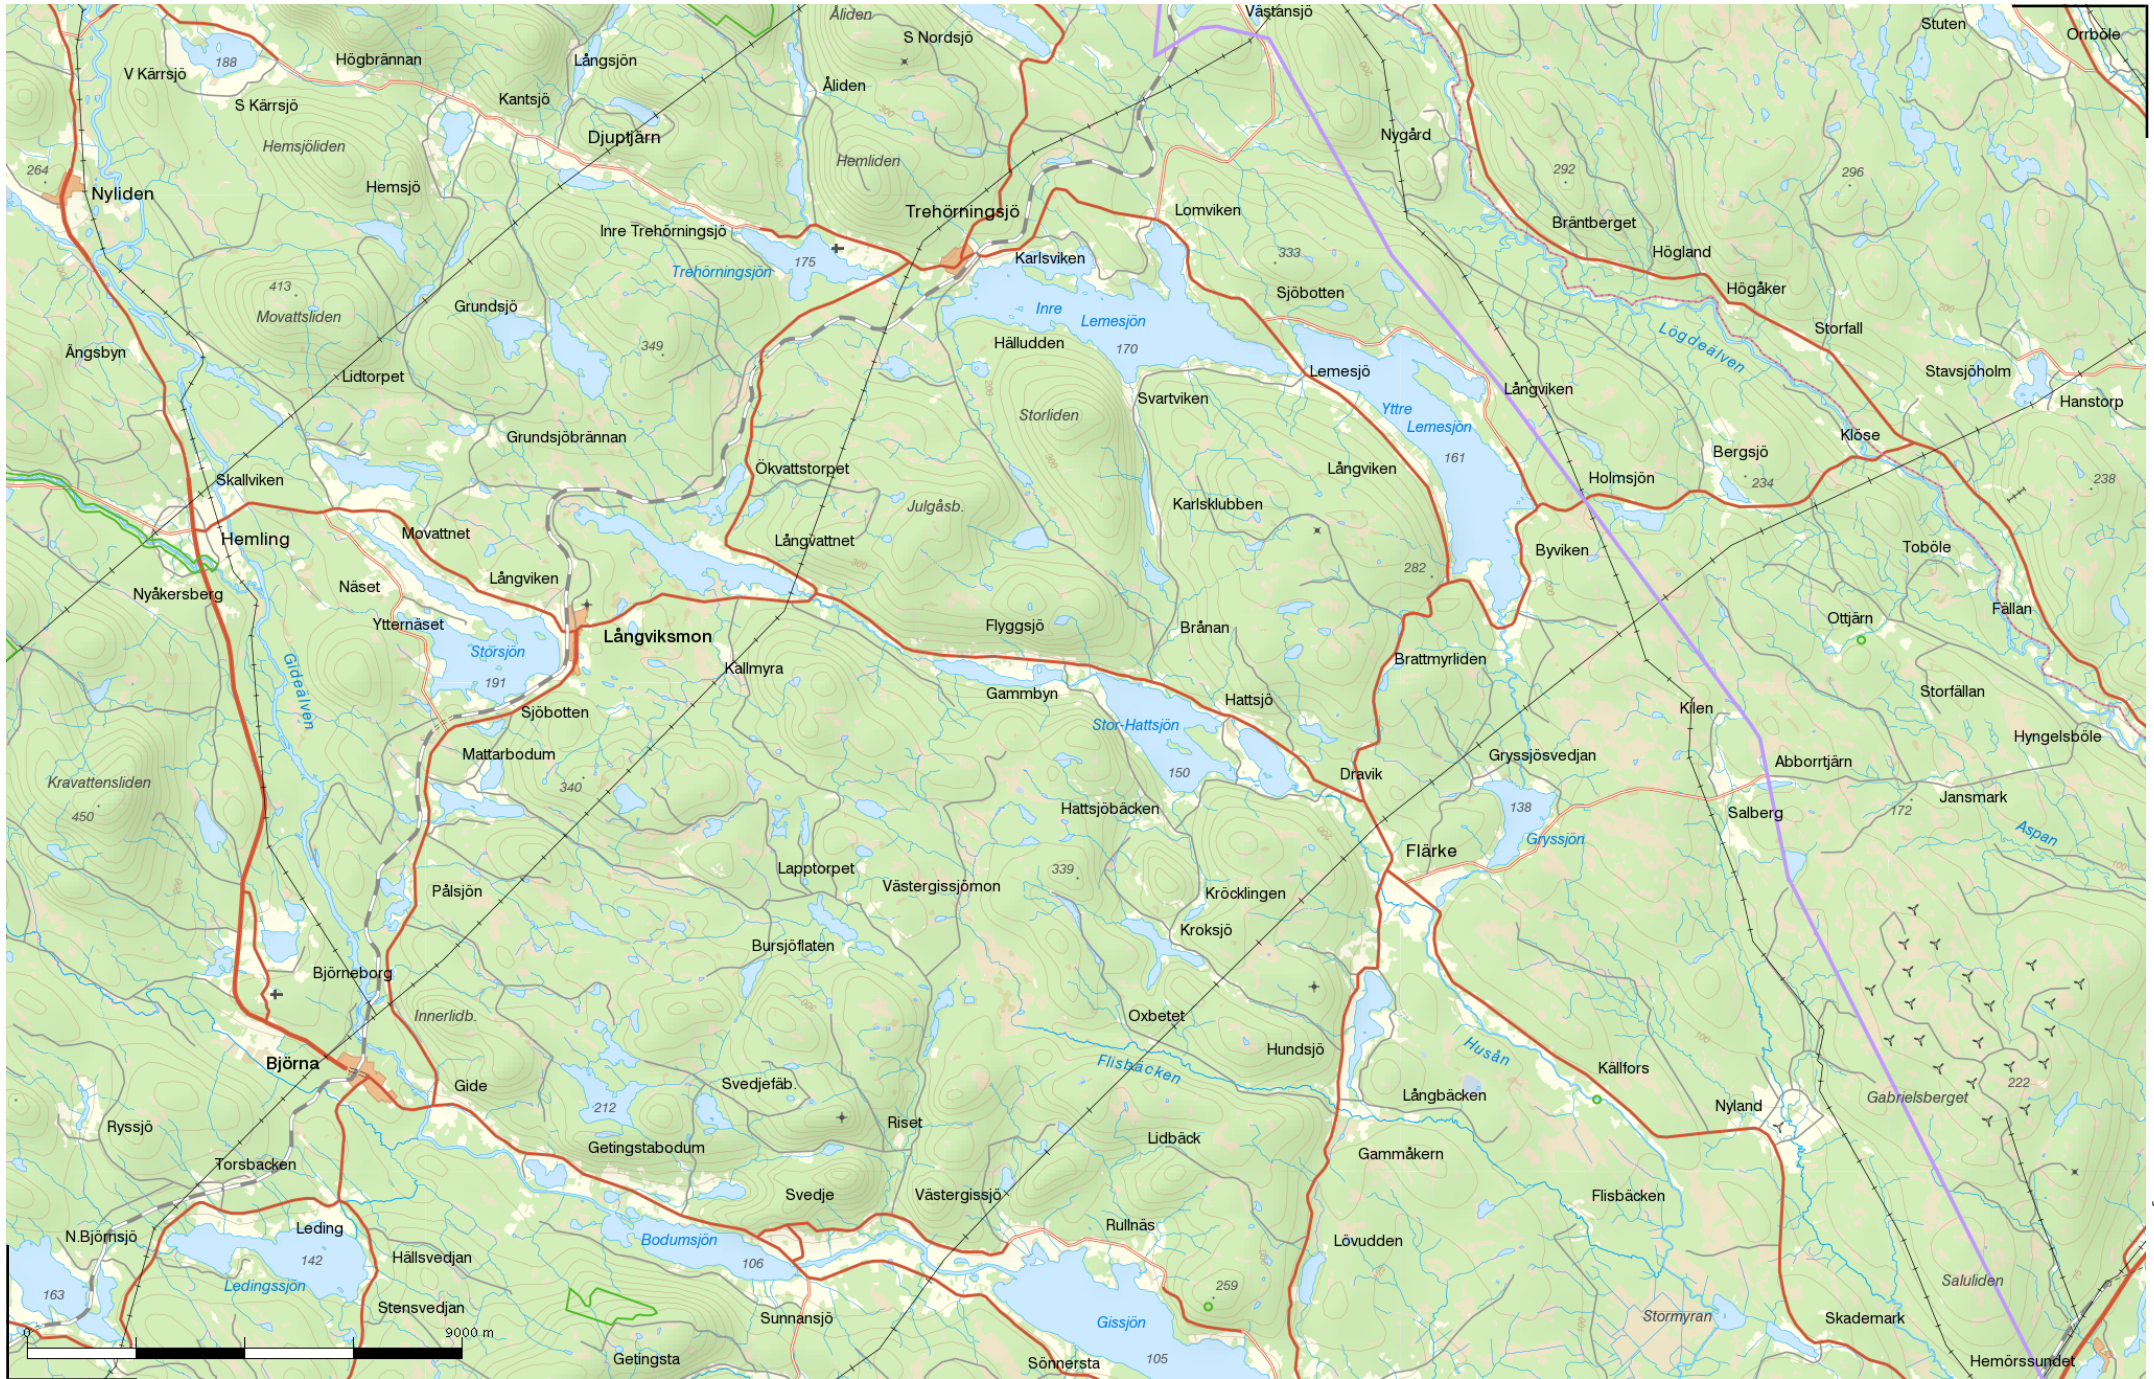 Västansjö
Åliden
Stuten
Orrböle
S Nordsjö
188
Högbrännan
Långsjön
V Kärrsjö
Åliden
S Kärrsjö
Kantsjö
300
200
Djuptjärn
Nygård
Hemsjöliden
Hemliden
264
292
296
Nyliden
Hemsjö
Trehörningsjö
Lomviken
Inre Trehörningsjö
Bräntberget
Högland
333
Karlsviken
175
Trehörningsjön
413
Högåker
Sjöbotten
Grundsjö
Inre
Lemesjön
Movattsliden
Storfall
Lögdeälven
Hälludden
170
349
Ängsbyn
Lemesjö
Stavsjöholm
Lidtorpet
Långviken
Svartviken
Hanstorp
Yttre
Storliden
Lemesjön
Grundsjöbrännan
Klöse
161
Bergsjö
Ökvattstorpet
Långviken
Skallviken
Holmsjön
234
238
Karlsklubben
Julgåsb.
Movattnet
Hemling
Långvattnet
Byviken
Toböle
282
Långviken
Näset
Nyåkersberg
Fällan
Ottjärn
Ytternäset
Flyggsjö
Brånan
Långviksmon
Storsjön
Brattmyrliden
Kallmyra
191
Gideälven
Gammbyn
Storfällan
Hattsjö
Kilen
Sjöbotten
Stor-Hattsjön
Hyngelsböle
Mattarbodum
Gryssjösvedjan
Abborrtjärn
150
Dravik
Kravattensliden
340
Jansmark
450
Hattsjöbäcken
138
172
Salberg
Gryssjön
Aspan
Flärke
Lapptorpet
339
Västergissjömon
Pålsjön
Kröcklingen
Kroksjö
Bursjöflaten
Björneborg
Innerlidb.
Oxbetet
Hundsjö
Husån
Björna
Flisbäcken
Källfors
Gide
Svedjefäb.
222
Långbäcken
Gabrielsberget
212
Nyland
Ryssjö
Riset
Lidbäck
Getingstabodum
Gammåkern
Torsbacken
Svedje
Västergissjö
Flisbäcken
Rullnäs
Leding
N.Björnsjö
Bodumsjön
Lövudden
142
Hällsvedjan
106
Ledingssjön
259
Saluliden
163
Stensvedjan
Sunnansjö
Gissjön
Stormyran
Skademark
0
9000 m
Getingsta
Sönnersta
105
Hemörssundet